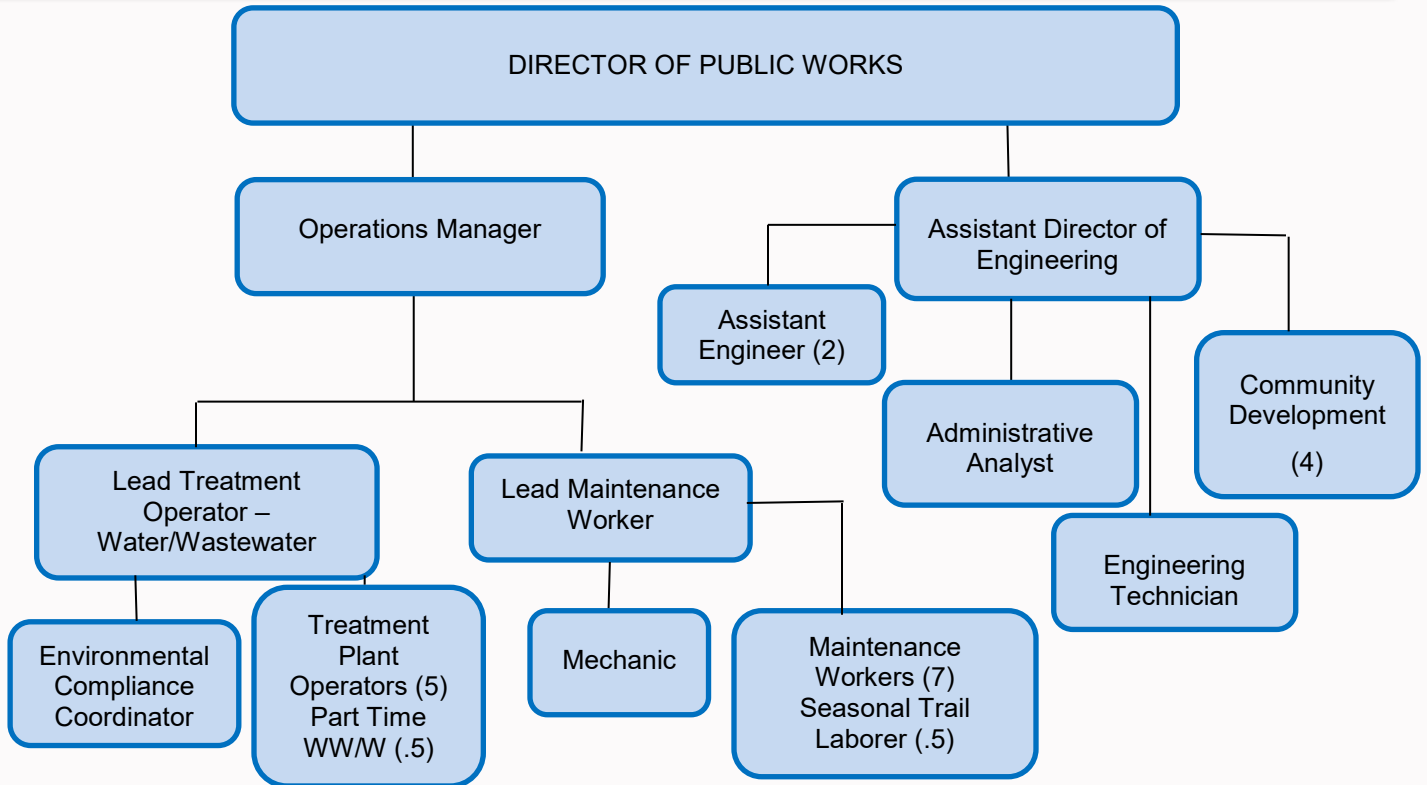 DIRECTOR OF PUBLIC WORKS
Operations Manager
Assistant Director of
Engineering
Assistant
Engineer (2)
Administrative
Analyst
Community
Development
(4)
Engineering
Technician
Lead Treatment
Operator –
Water/Wastewater
Lead Maintenance
Worker
Environmental
Compliance
Coordinator
Treatment
Plant
Operators (5)
Part Time
WW/W (.5)
Mechanic
Maintenance
Workers (7)
Seasonal Trail
Laborer (.5)